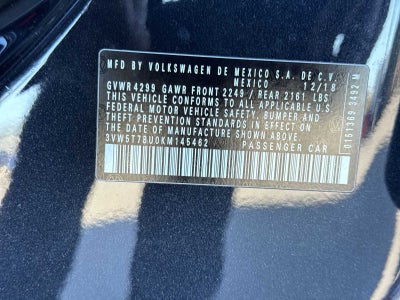 MFD BY VOLKSWAGEN DE MEXICO S.A. DE C.V.
MEXICO 12/18
GVWR 4299 GAWR FRONT 2249 / REAR 2161 LBS
THIS VEHICLE CONFORMS TO ALL APPLICABLE U.S.
FEDERAL MOTOR VEHICLE SAFETY, BUMPER AND
THEFT PREVENTION STANDARDS IN EFFECT ON
THE DATE OF MANUFACTURE SHOWN ABOVE.
3VW5T7BU0KM145462 PASSENGER CAR
0151369 3492 M